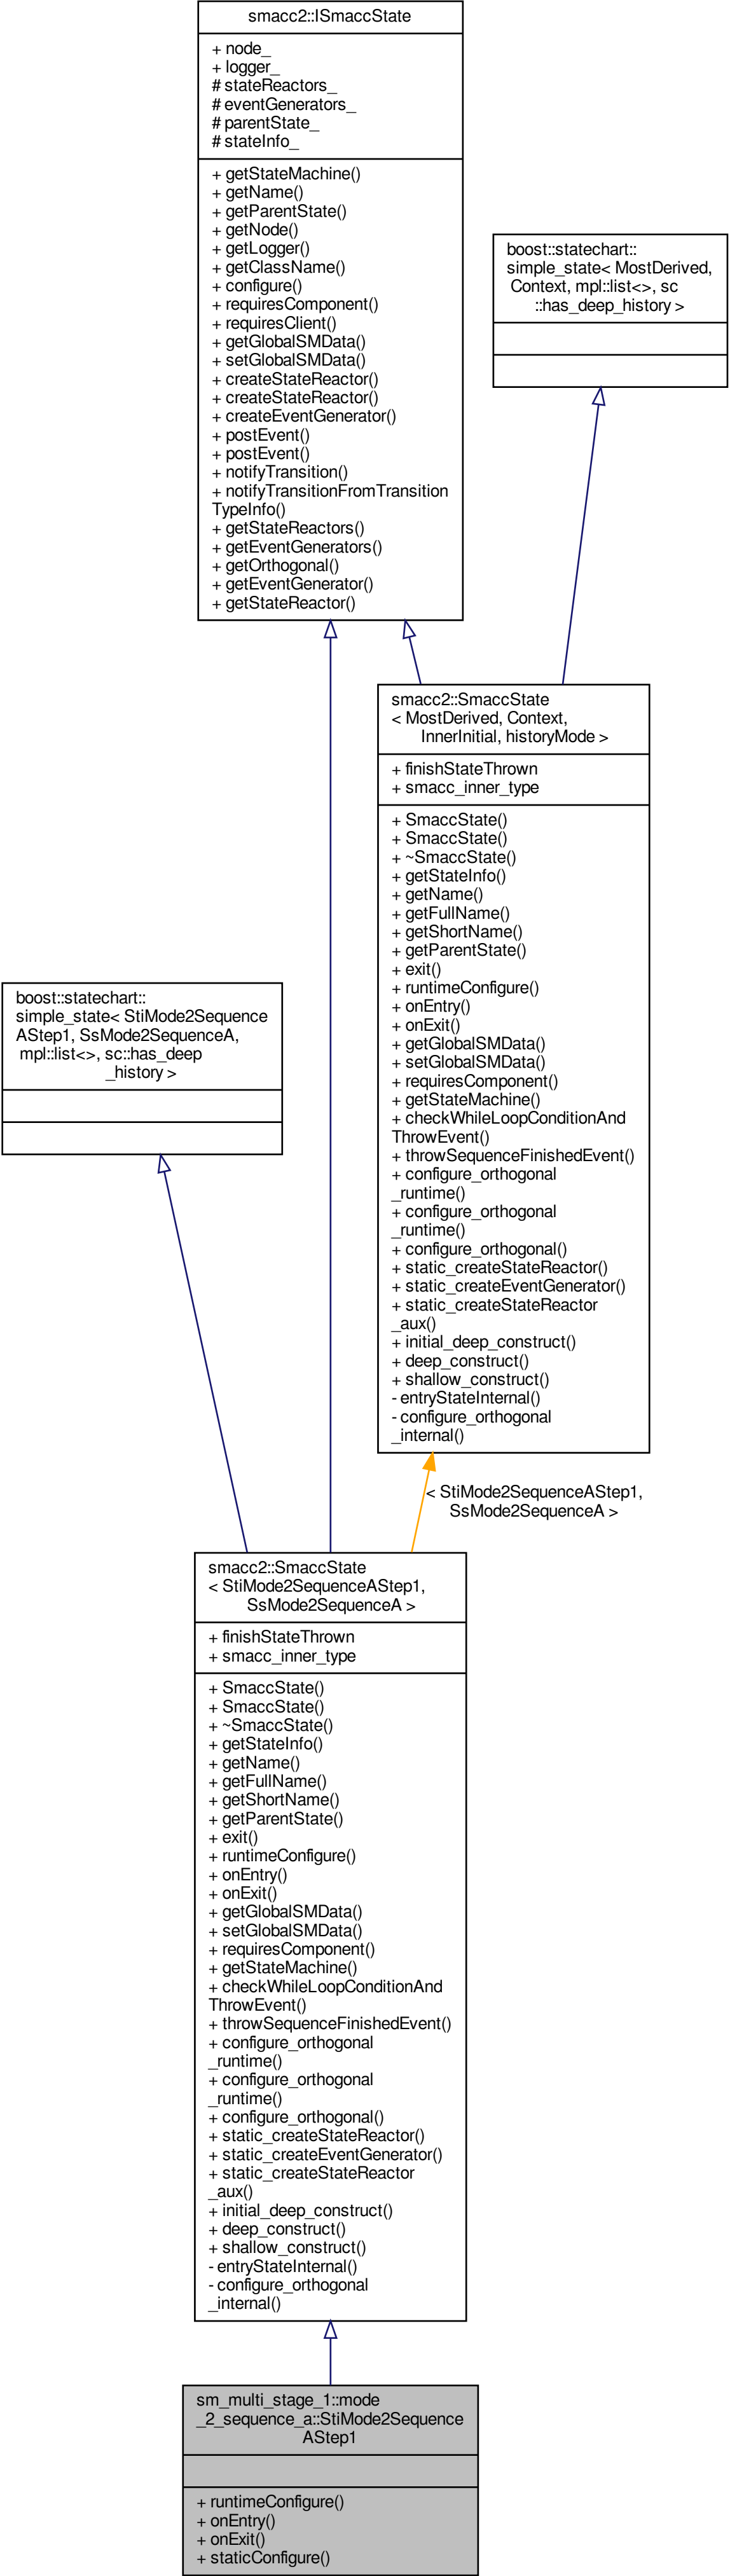 smacc2::ISmaccState
+ node_
+ logger_
# stateReactors_
# eventGenerators_
# parentState_
# stateInfo_
+ getStateMachine()
+ getName()
+ getParentState()
+ getNode()
+ getLogger()
+ getClassName()
+ configure()
+ requiresComponent()
+ requiresClient()
+ getGlobalSMData()
+ setGlobalSMData()
+ createStateReactor()
+ createStateReactor()
+ createEventGenerator()
+ postEvent()
+ postEvent()
+ notifyTransition()
+ notifyTransitionFromTransition
TypeInfo()
+ getStateReactors()
+ getEventGenerators()
+ getOrthogonal()
+ getEventGenerator()
+ getStateReactor()
boost::statechart::
simple_state< MostDerived,
Context, mpl::list<>, sc
::has_deep_history >
smacc2::SmaccState
< MostDerived, Context,
InnerInitial, historyMode >
+ finishStateThrown
+ smacc_inner_type
+ SmaccState()
+ SmaccState()
+ ~SmaccState()
+ getStateInfo()
+ getName()
+ getFullName()
+ getShortName()
+ getParentState()
+ exit()
+ runtimeConfigure()
+ onEntry()
+ onExit()
+ getGlobalSMData()
+ setGlobalSMData()
+ requiresComponent()
+ getStateMachine()
+ checkWhileLoopConditionAnd
ThrowEvent()
+ throwSequenceFinishedEvent()
+ configure_orthogonal
_runtime()
+ configure_orthogonal
_runtime()
+ configure_orthogonal()
+ static_createStateReactor()
+ static_createEventGenerator()
+ static_createStateReactor
_aux()
+ initial_deep_construct()
+ deep_construct()
+ shallow_construct()
- entryStateInternal()
- configure_orthogonal
_internal()
boost::statechart::
simple_state< StiMode2Sequence
AStep1, SsMode2SequenceA,
mpl::list<>, sc::has_deep
_history >
< StiMode2SequenceAStep1,
SsMode2SequenceA >
smacc2::SmaccState
< StiMode2SequenceAStep1,
SsMode2SequenceA >
+ finishStateThrown
+ smacc_inner_type
+ SmaccState()
+ SmaccState()
+ ~SmaccState()
+ getStateInfo()
+ getName()
+ getFullName()
+ getShortName()
+ getParentState()
+ exit()
+ runtimeConfigure()
+ onEntry()
+ onExit()
+ getGlobalSMData()
+ setGlobalSMData()
+ requiresComponent()
+ getStateMachine()
+ checkWhileLoopConditionAnd
ThrowEvent()
+ throwSequenceFinishedEvent()
+ configure_orthogonal
_runtime()
+ configure_orthogonal
_runtime()
+ configure_orthogonal()
+ static_createStateReactor()
+ static_createEventGenerator()
+ static_createStateReactor
_aux()
+ initial_deep_construct()
+ deep_construct()
+ shallow_construct()
- entryStateInternal()
- configure_orthogonal
_internal()
sm_multi_stage_1::mode
_2_sequence_a::StiMode2Sequence
AStep1
+ runtimeConfigure()
+ onEntry()
+ onExit()
+ staticConfigure()